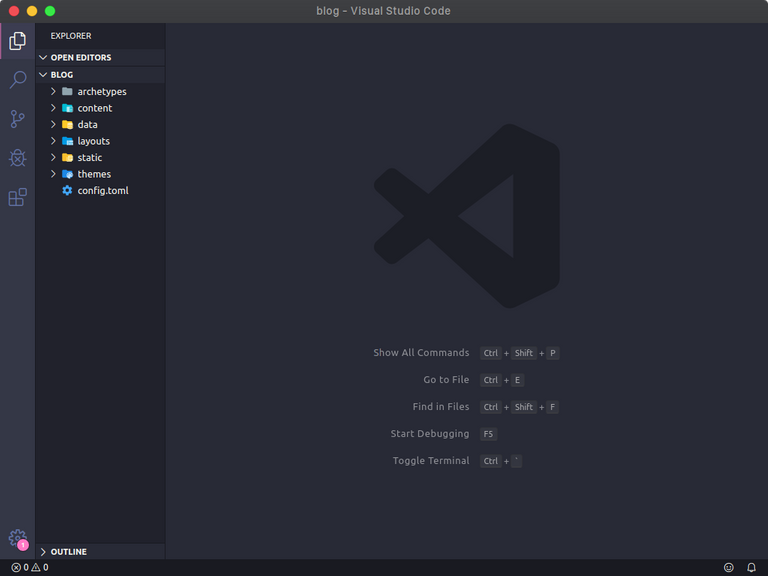 blog - Visual Studio Code
EXPLORER
OPEN EDITORS
BLOG
archetypes
content
data
layouts
static
themes
config.toml
Show All Commands Ctrl + Shift + P
Go to File Ctrl + E
Find in Files Ctrl + Shift + F
Start Debugging F5
Toggle Terminal Ctrl + `
1
OUTLINE
0 0